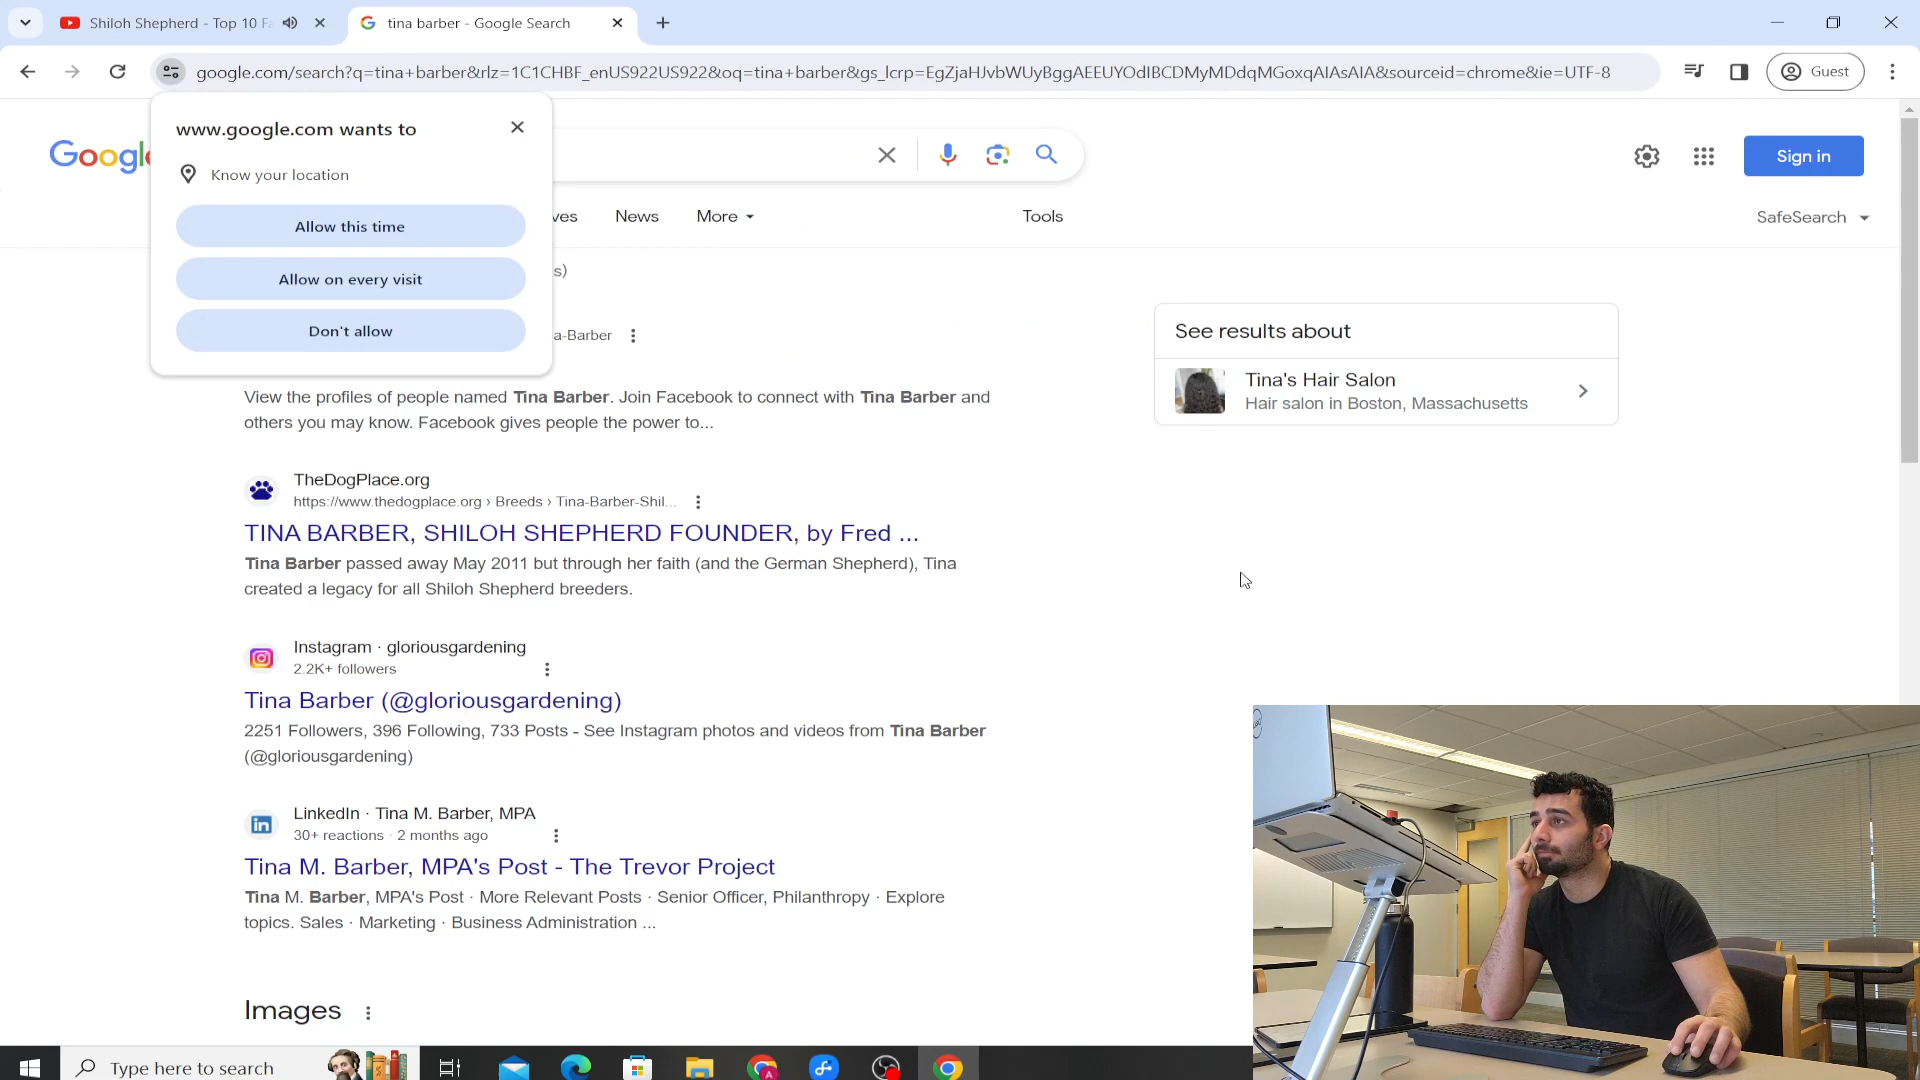 Shiloh Shepherd - Top 10 Fa
tina barber - Google Search
google.com/search?q=tina+barber&rlz=1C1CHBF_enUS922US922&oq=tina+barber&gs_lcrp=EgZjaHJvbWUyBggAEEUYOdIBCDMyMDdqMGoxqAIAsAIA&sourceid=chrome&ie=UTF-8
Guest
www.google.com wants to
Know your location
Allow this time
Allow on every visit
Don't allow
Googl
Sign in
ves
News
More
Tools
SafeSearch
s)
a-Barber
View the profiles of people named Tina Barber. Join Facebook to connect with Tina Barber and
others you may know. Facebook gives people the power to...
See results about
Tina's Hair Salon
Hair salon in Boston, Massachusetts
TheDogPlace.org
https://www.thedogplace.org › Breeds › Tina-Barber-Shil...
TINA BARBER, SHILOH SHEPHERD FOUNDER, by Fred ...
Tina Barber passed away May 2011 but through her faith (and the German Shepherd), Tina
created a legacy for all Shiloh Shepherd breeders.
Instagram · gloriousgardening
2.2K+ followers
Tina Barber (@gloriousgardening)
2251 Followers, 396 Following, 733 Posts - See Instagram photos and videos from Tina Barber
(@gloriousgardening)
LinkedIn · Tina M. Barber, MPA
30+ reactions · 2 months ago
Tina M. Barber, MPA's Post - The Trevor Project
Tina M. Barber, MPA's Post · More Relevant Posts · Senior Officer, Philanthropy · Explore
topics. Sales · Marketing · Business Administration ...
Images
Type here to search